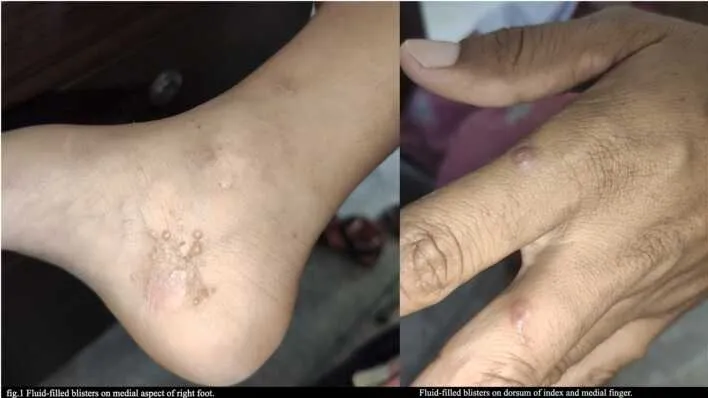 fig.1 Fluid-filled blisters on medial aspect of right foot.
Fluid-filled blisters on dorsum of index and medial finger.